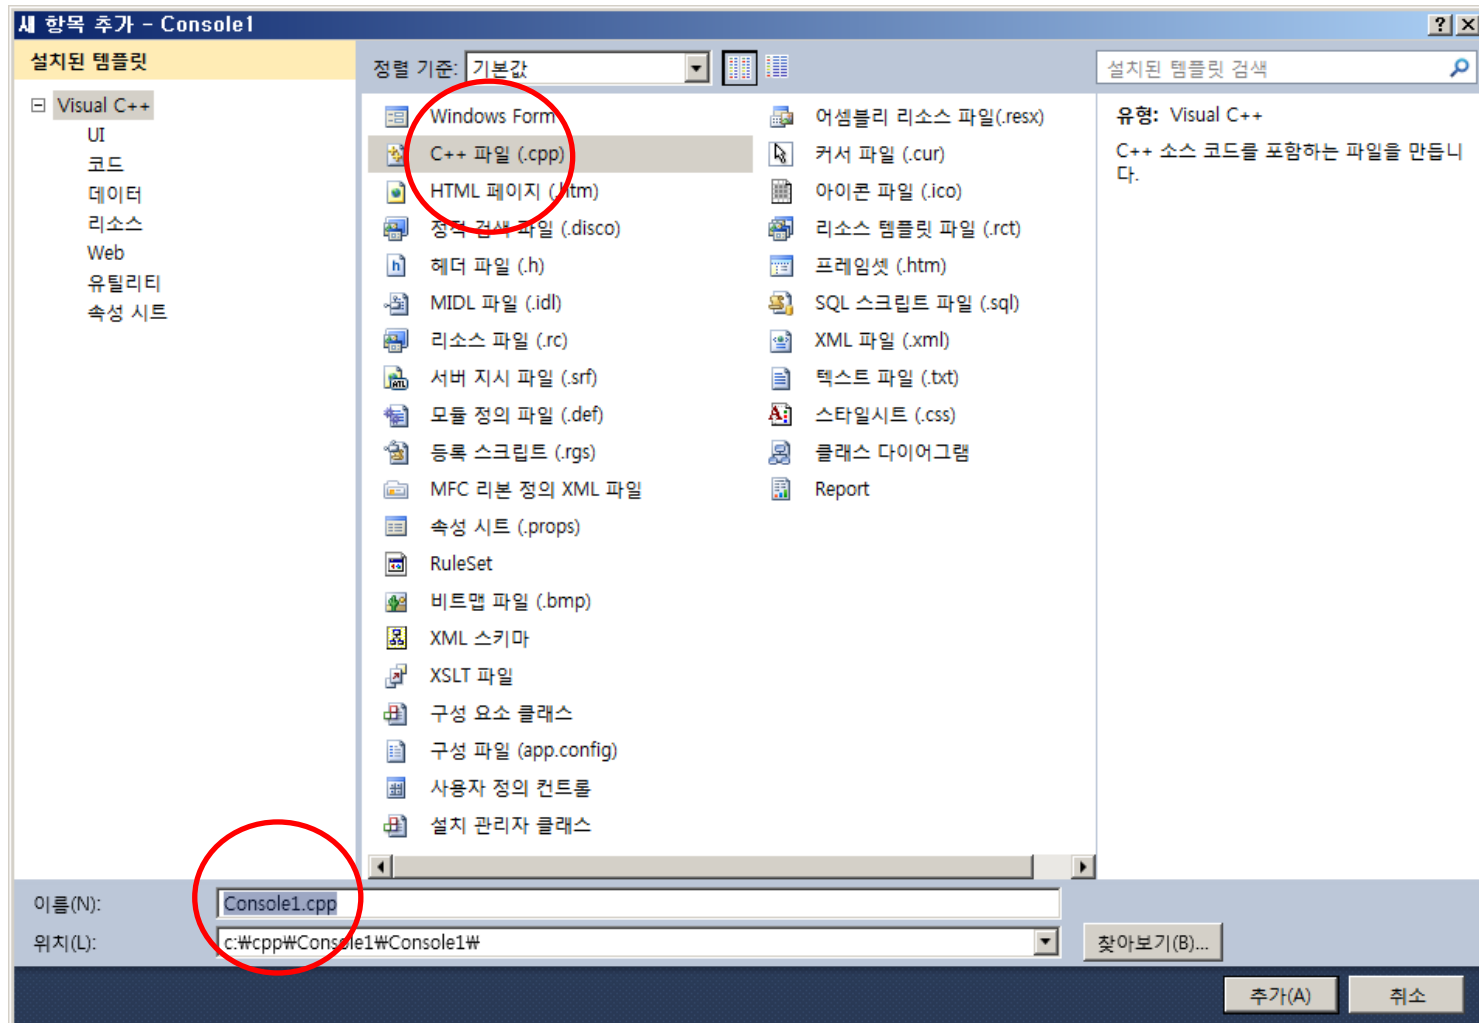 새 항목 추가 - Console1
설치된 템플릿
정렬 기준: 기본값
설치된 템플릿 검색
Visual C++
UI
코드
데이터
리소스
Web
유틸리티
속성 시트
Windows Form
C++ 파일 (.cpp)
HTML 페이지 (.htm)
정적 검색 파일 (.disco)
헤더 파일 (.h)
MIDL 파일 (.idl)
리소스 파일 (.rc)
서버 지시 파일 (.srf)
모듈 정의 파일 (.def)
등록 스크립트 (.rgs)
MFC 리본 정의 XML 파일
속성 시트 (.props)
RuleSet
비트맵 파일 (.bmp)
XML 스키마
XSLT 파일
구성 요소 클래스
구성 파일 (app.config)
사용자 정의 컨트롤
설치 관리자 클래스
어셈블리 리소스 파일(.resx)
커서 파일 (.cur)
아이콘 파일 (.ico)
리소스 템플릿 파일 (.rct)
프레임셋 (.htm)
SQL 스크립트 파일 (.sql)
XML 파일 (.xml)
텍스트 파일 (.txt)
스타일시트 (.css)
클래스 다이어그램
Report
유형: Visual C++
C++ 소스 코드를 포함하는 파일을 만듭니
다.
이름(N): Console1.cpp
위치(L): c:₩cpp₩Console1₩Console1₩
찾아보기(B)...
추가(A) 취소